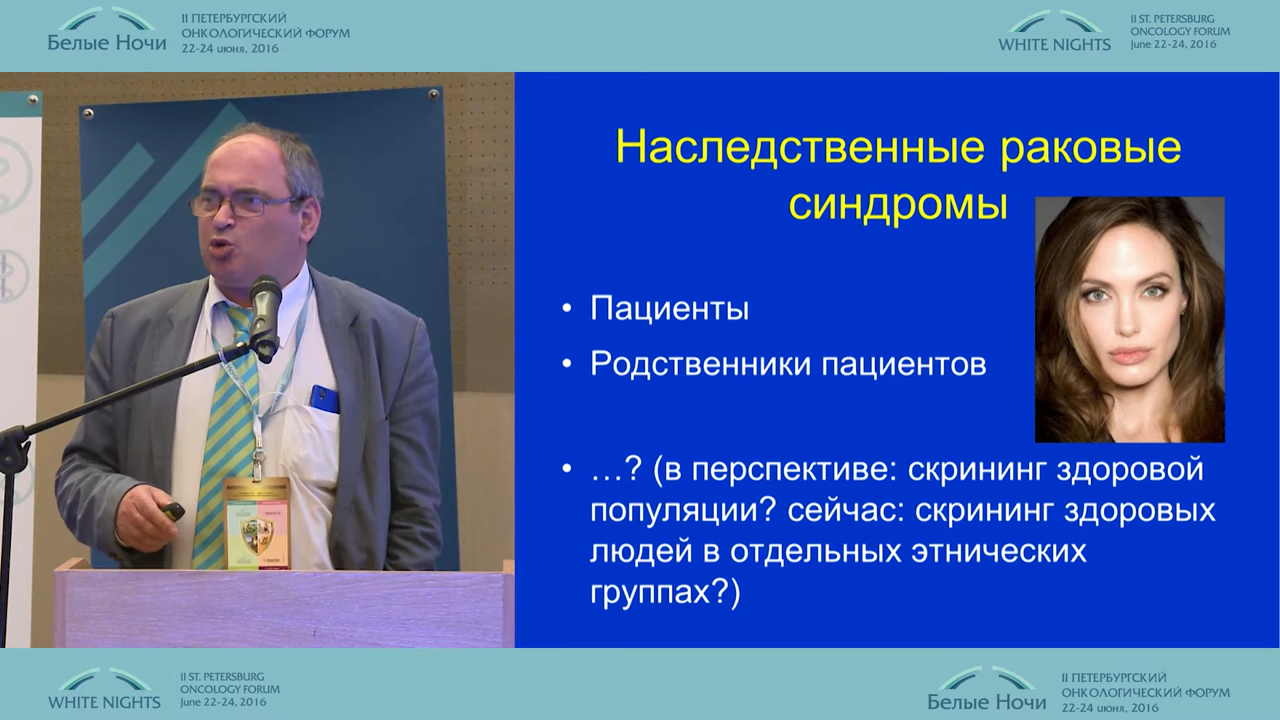 Белые Ночи
II ПЕТЕРБУРГСКИЙ
ОНКОЛОГИЧЕСКИЙ ФОРУМ
22-24 июня, 2016
WHITE NIGHTS
II ST. PETERSBURG
ONCOLOGY FORUM
June 22-24, 2016
Наследственные раковые
синдромы
• Пациенты
• Родственники пациентов
• …? (в перспективе: скрининг здоровой
популяции? сейчас: скрининг здоровых
людей в отдельных этнических
группах?)
WHITE NIGHTS
II ST. PETERSBURG
ONCOLOGY FORUM
June 22-24, 2016
Белые Ночи
II ПЕТЕРБУРГСКИЙ
ОНКОЛОГИЧЕСКИЙ ФОРУМ
22-24 июня, 2016